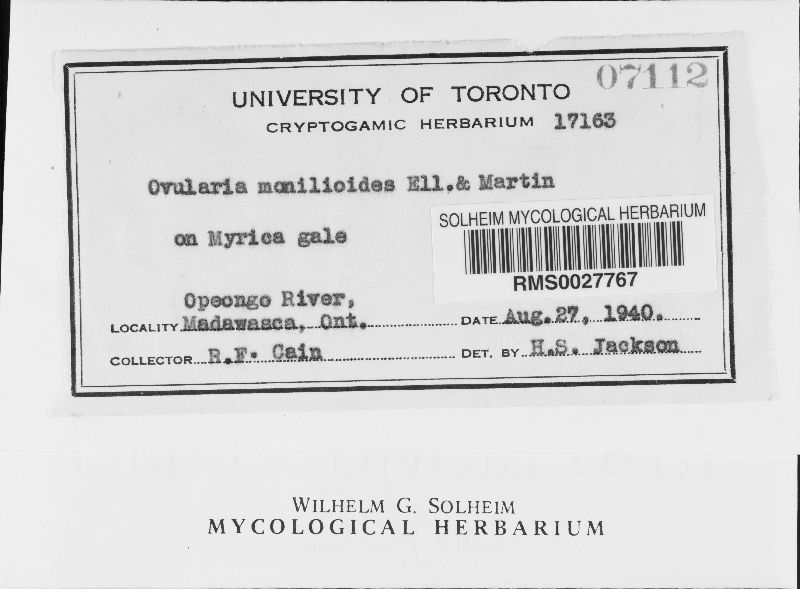 07112
UNIVERSITY OF TORONTO
CRYPTOGAMIC HERBARIUM 17163
Ovularia monilioides Ell.& Martin
on Myrica gale
SOLHEIM MYCOLOGICAL HERBARIUM
RMS0027767
Opeongo River,
LOCALITY Madawasca, Ont. DATE Aug.27, 1940.
COLLECTOR R.F. Cain DET. BY H.S. Jackson
WILHELM G. SOLHEIM
MYCOLOGICAL HERBARIUM